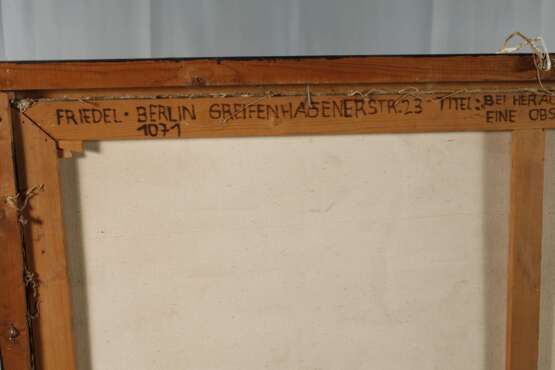 FRIEDEL · BERLIN GREIFENHAGENERSTR. 23 - TITEL: BEI HERA
1071 EINE OBS